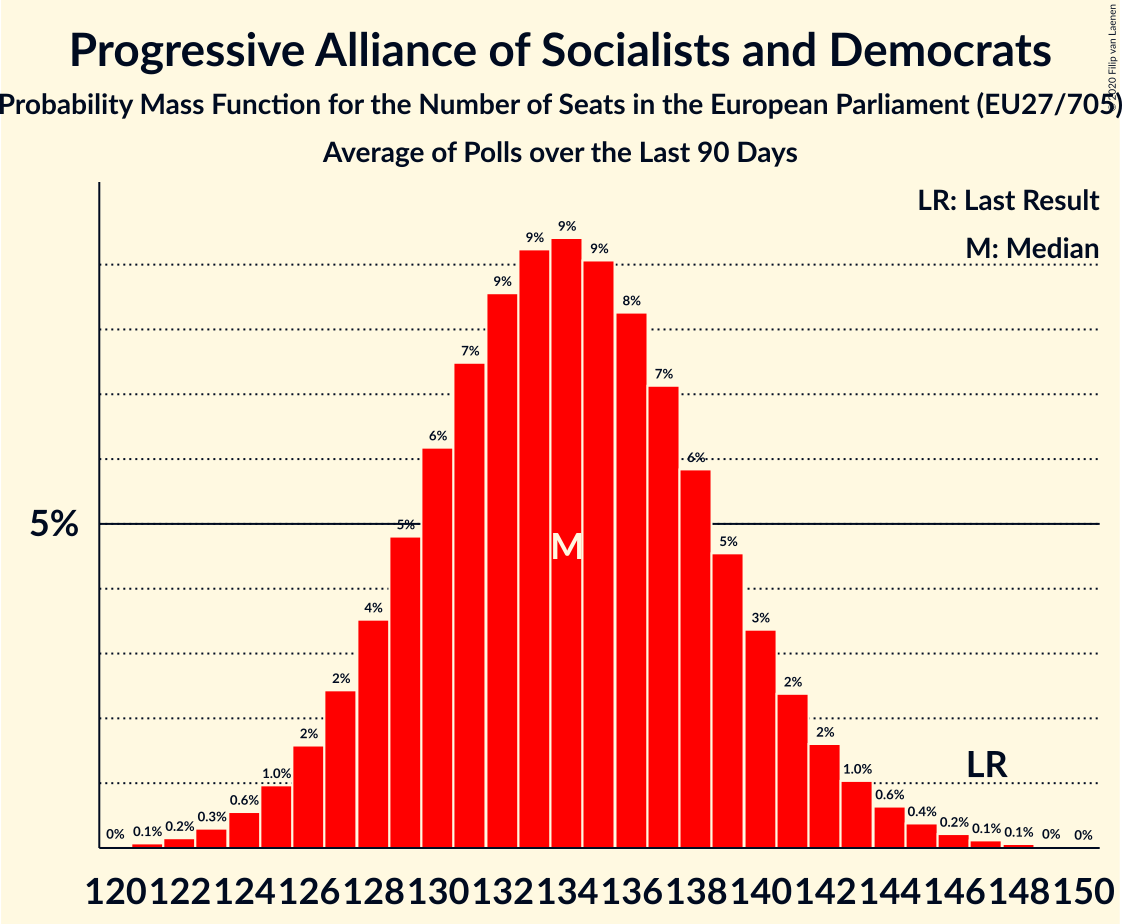 Progressive Alliance of Socialists and Democrats
Probability Mass Function for the Number of Seats in the European Parliament (EU27/705)
Average of Polls over the Last 90 Days
2020 Filip van Laenen
LR: Last Result
M: Median
5%
0% 0.1% 0.2% 0.3% 0.6% 1.0% 2% 2% 4% 5% 6% 7% 9% 9% 9% 9% 8% 7% 6% 5% 3% 2% 2% 1.0% 0.6% 0.4% 0.2% 0.1% 0.1% 0% 0%
M
LR
120 122 124 126 128 130 132 134 136 138 140 142 144 146 148 150